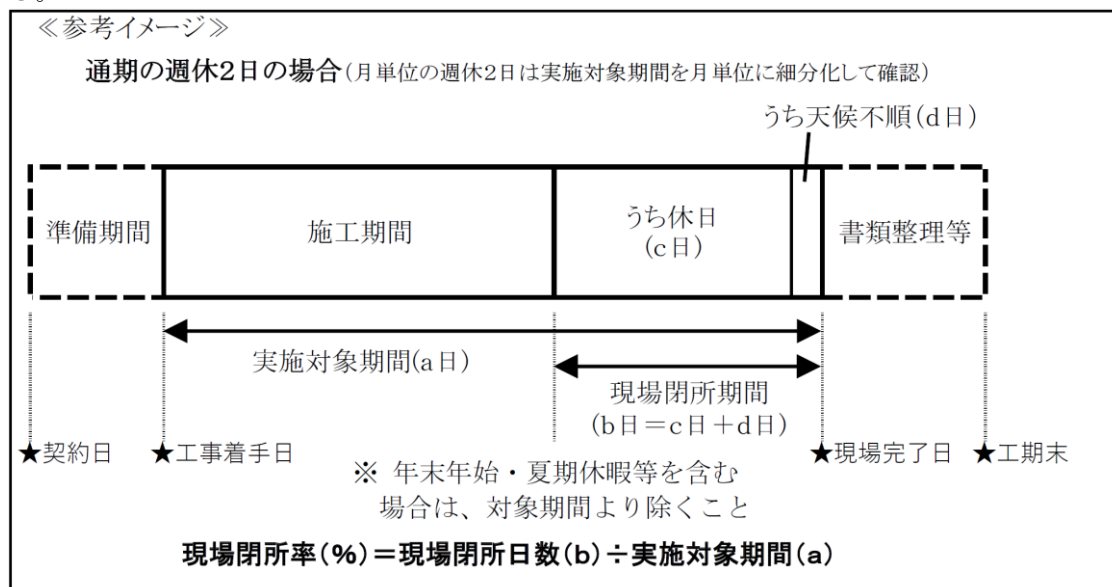 る。
≪参考イメージ≫
通期の週休2日の場合(月単位の週休2日は実施対象期間を月単位に細分化して確認)
うち天候不順(d日)
準備期間
施工期間
うち休日
(c日)
書類整理等
実施対象期間(a日)
現場閉所期間
(b日=c日+d日)
★契約日
★工事着手日
★現場完了日
★工期末
※ 年末年始・夏期休暇等を含む
場合は、対象期間より除くこと
現場閉所率(%)=現場閉所日数(b)÷実施対象期間(a)